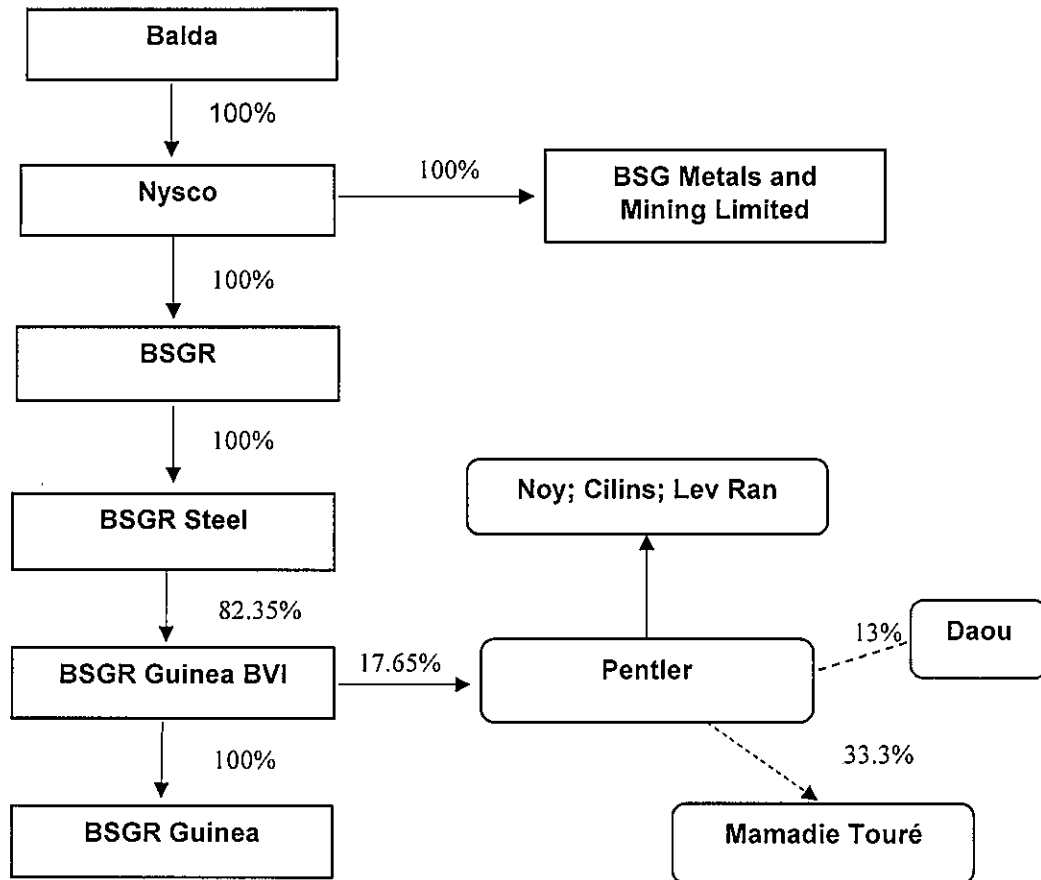 Balda
100%
Nysco
100%
BSG Metals and
Mining Limited
100%
BSGR
100%
BSGR Steel
Noy; Cilins; Lev Ran
82.35%
BSGR Guinea BVI
17.65%
Pentler
13%
Daou
100%
33.3%
BSGR Guinea
Mamadie Touré